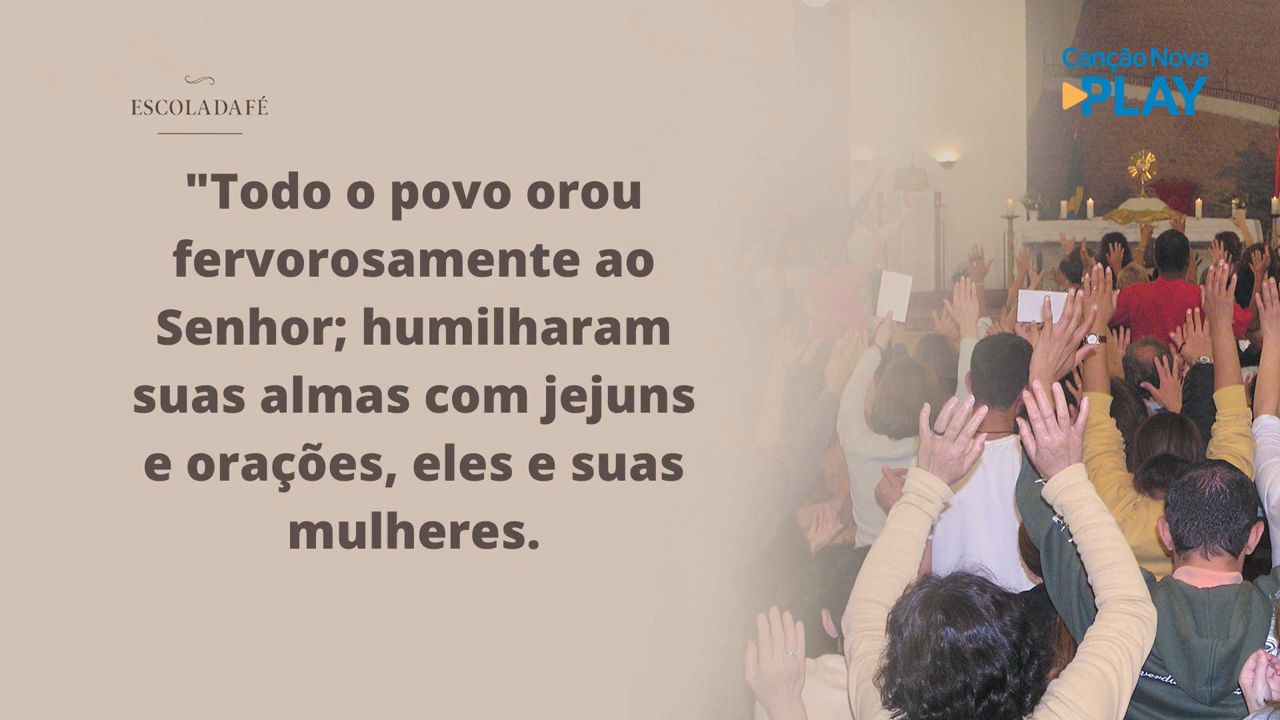 ESCOLADAFÉ
Canção Nova
PLAY
"Todo o povo orou
fervorosamente ao
Senhor; humilharam
suas almas com jejuns
e orações, eles e suas
mulheres.